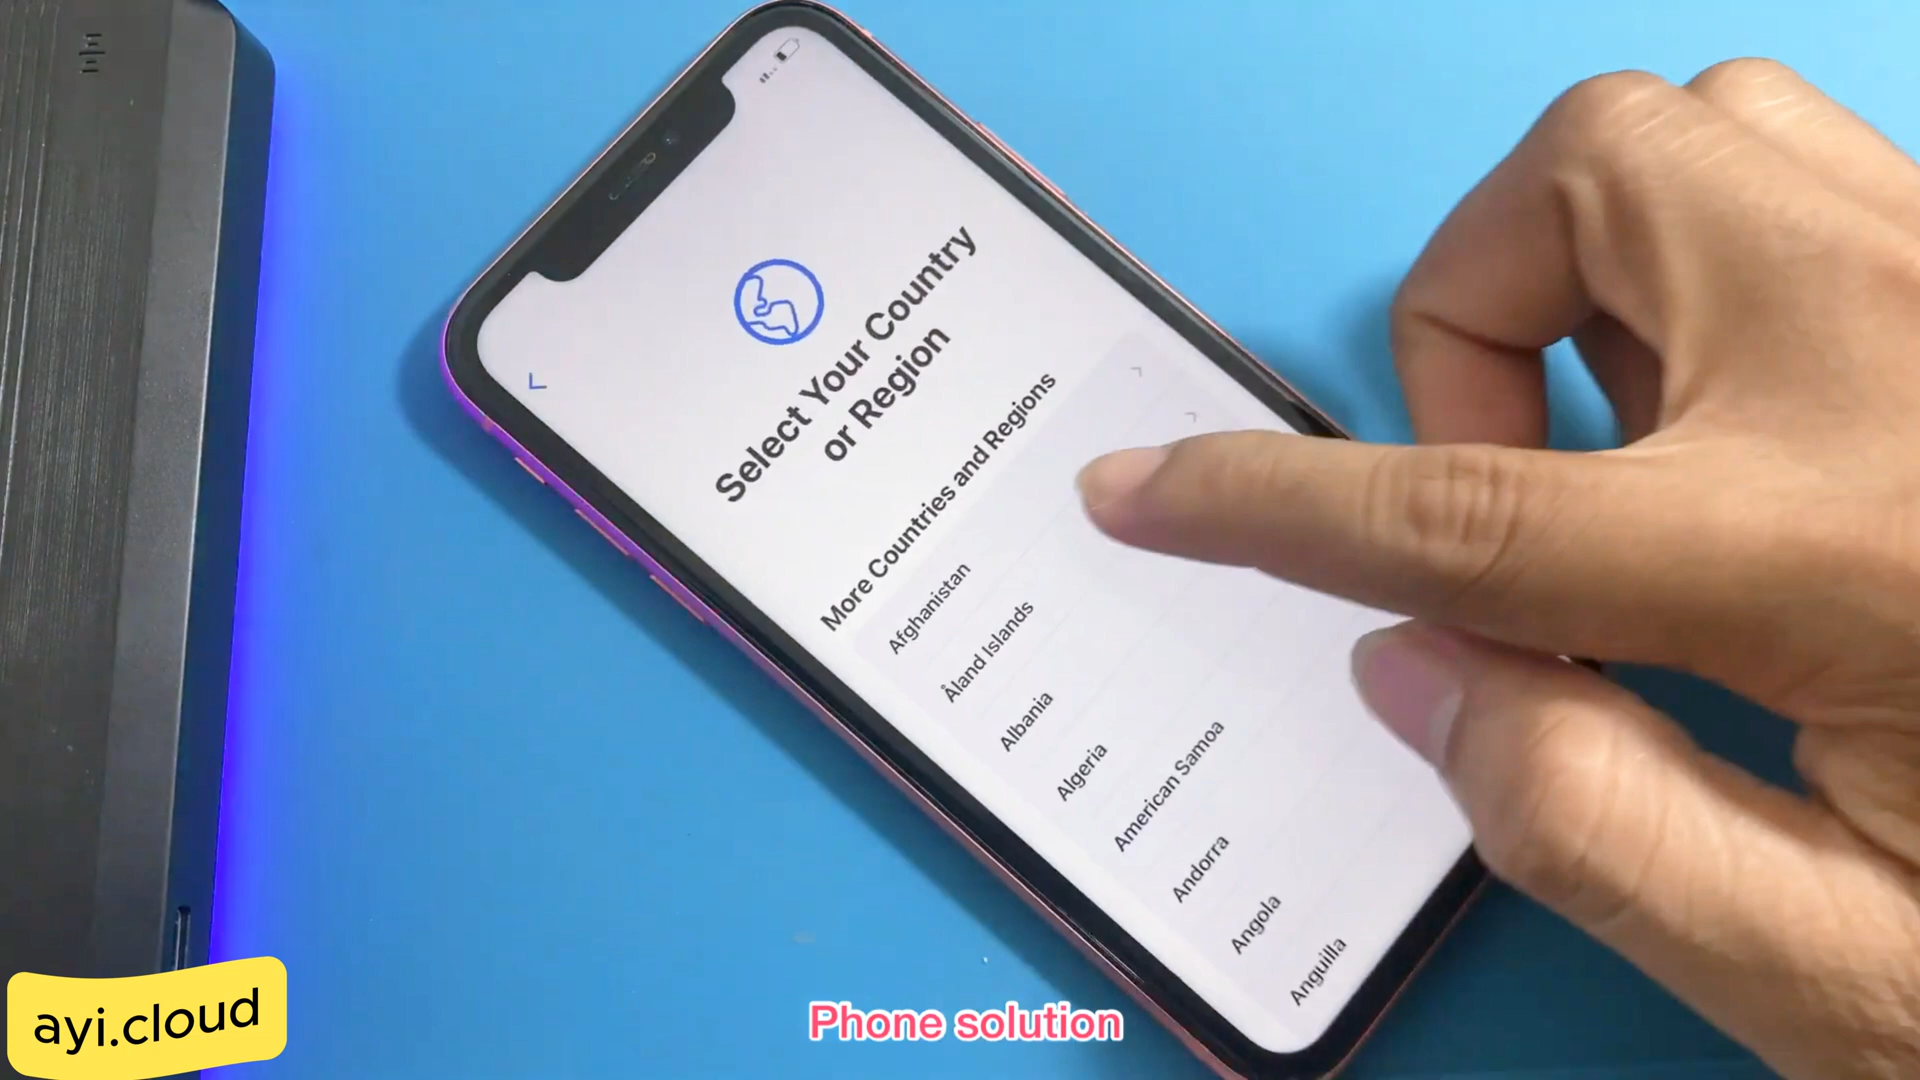 Select Your Country
or Region
More Countries and Regions
Afghanistan
Åland Islands
Albania
Algeria
American Samoa
Andorra
Angola
Anguilla
ayi.cloud
Phone solution